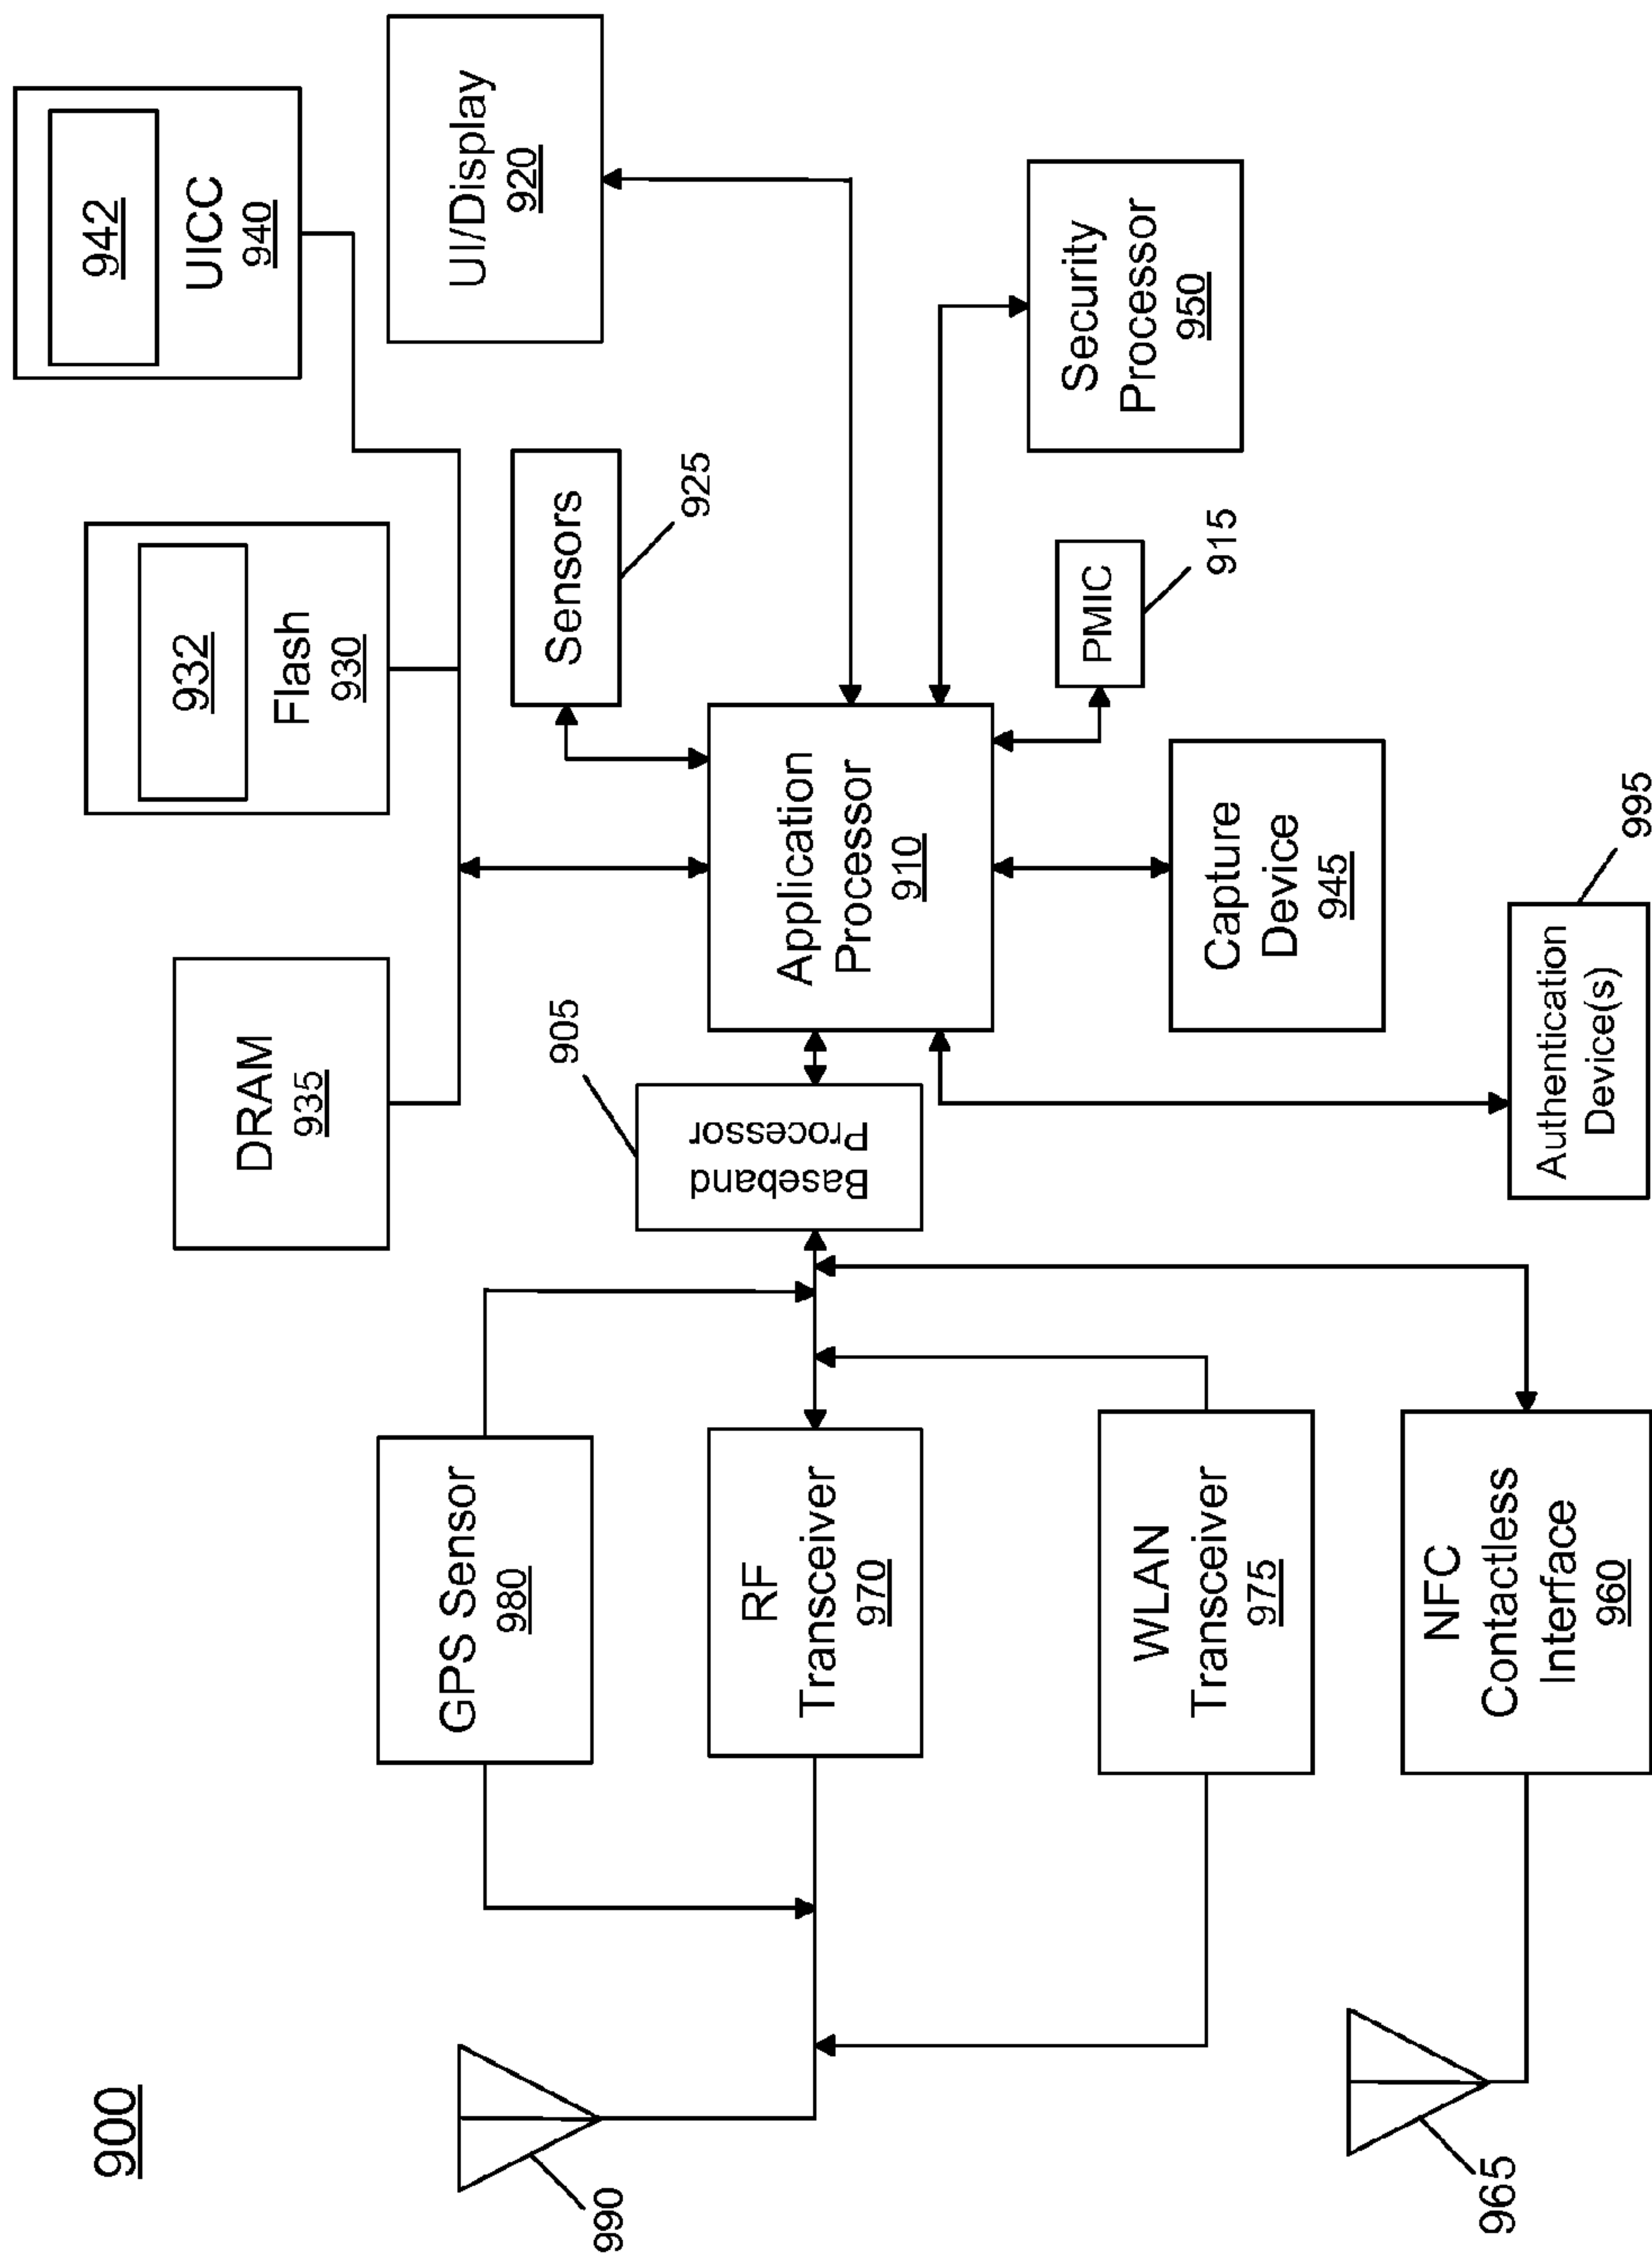 900
942
UICC
940
932
Flash
930
DRAM
935
UI/Display
920
Sensors
925
905
Baseband
Processor
Application
Processor
910
Security
Processor
950
PMIC
915
Capture
Device
945
Authentication
Device(s)
995
GPS Sensor
980
RF
Transceiver
970
WLAN
Transceiver
975
NFC
Contactless
Interface
960
990
965